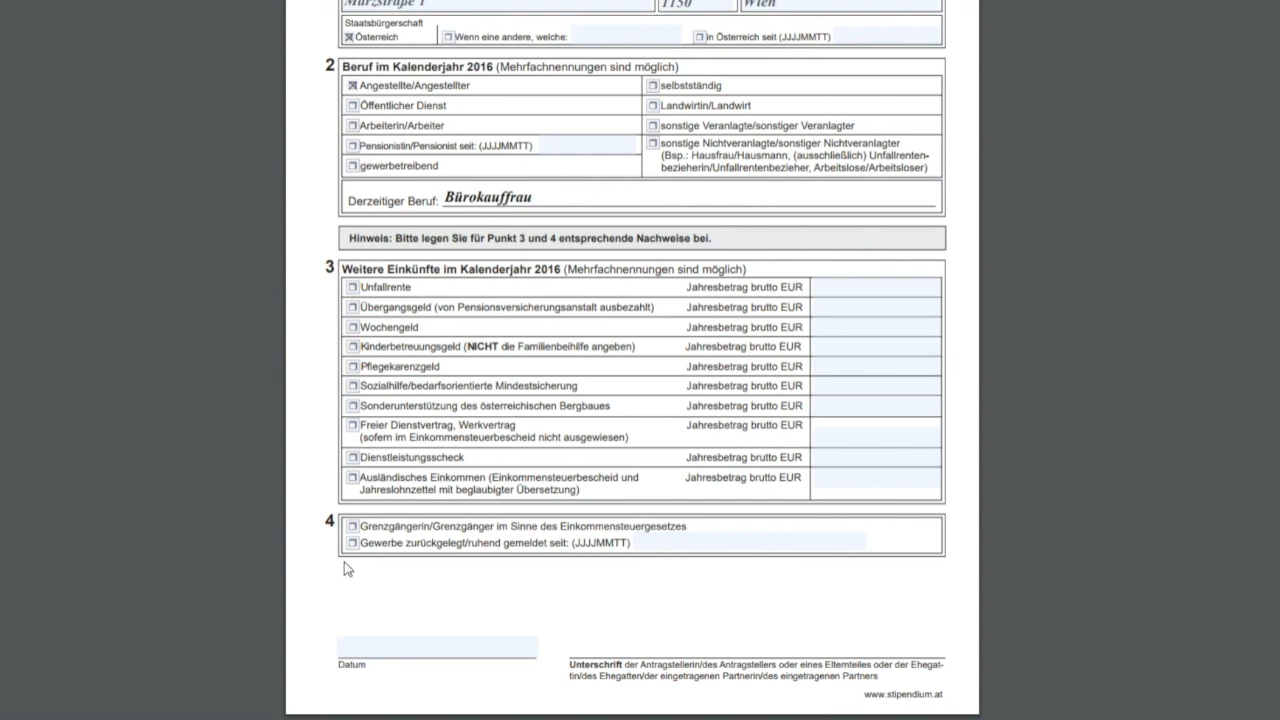 Märzstraße 1 1150 Wien
Staatsbürgerschaft
Österreich Wenn eine andere, welche: in Österreich seit (JJJJMMTT)
2 Beruf im Kalenderjahr 2016 (Mehrfachnennungen sind möglich)
Angestellte/Angestellter selbstständig
Öffentlicher Dienst Landwirtin/Landwirt
Arbeiterin/Arbeiter sonstige Veranlagte/sonstiger Veranlagter
Pensionistin/Pensionist seit: (JJJJMMTT) sonstige Nichtveranlagte/sonstiger Nichtveranlagter
(Bsp.: Hausfrau/Hausmann, (ausschließlich) Unfallrenten-
gewerbetreibend bezieherin/Unfallrentenbezieher, Arbeitslose/Arbeitsloser)
Derzeitiger Beruf: Bürokauffrau
Hinweis: Bitte legen Sie für Punkt 3 und 4 entsprechende Nachweise bei.
3 Weitere Einkünfte im Kalenderjahr 2016 (Mehrfachnennungen sind möglich)
Unfallrente Jahresbetrag brutto EUR
Übergangsgeld (von Pensionsversicherungsanstalt ausbezahlt) Jahresbetrag brutto EUR
Wochengeld Jahresbetrag brutto EUR
Kinderbetreuungsgeld (NICHT die Familienbeihilfe angeben) Jahresbetrag brutto EUR
Pflegekarenzgeld Jahresbetrag brutto EUR
Sozialhilfe/bedarfsorientierte Mindestsicherung Jahresbetrag brutto EUR
Sonderunterstützung des österreichischen Bergbaues Jahresbetrag brutto EUR
Freier Dienstvertrag, Werkvertrag Jahresbetrag brutto EUR
(sofern im Einkommensteuerbescheid nicht ausgewiesen)
Dienstleistungsscheck Jahresbetrag brutto EUR
Ausländisches Einkommen (Einkommensteuerbescheid und Jahresbetrag brutto EUR
Jahreslohnzettel mit beglaubigter Übersetzung)
4 Grenzgängerin/Grenzgänger im Sinne des Einkommensteuergesetzes
Gewerbe zurückgelegt/ruhend gemeldet seit: (JJJJMMTT)
Datum Unterschrift der Antragstellerin/des Antragstellers oder eines Elternteiles oder der Ehegat-
tin/des Ehegatten/der eingetragenen Partnerin/des eingetragenen Partners
www.stipendium.at